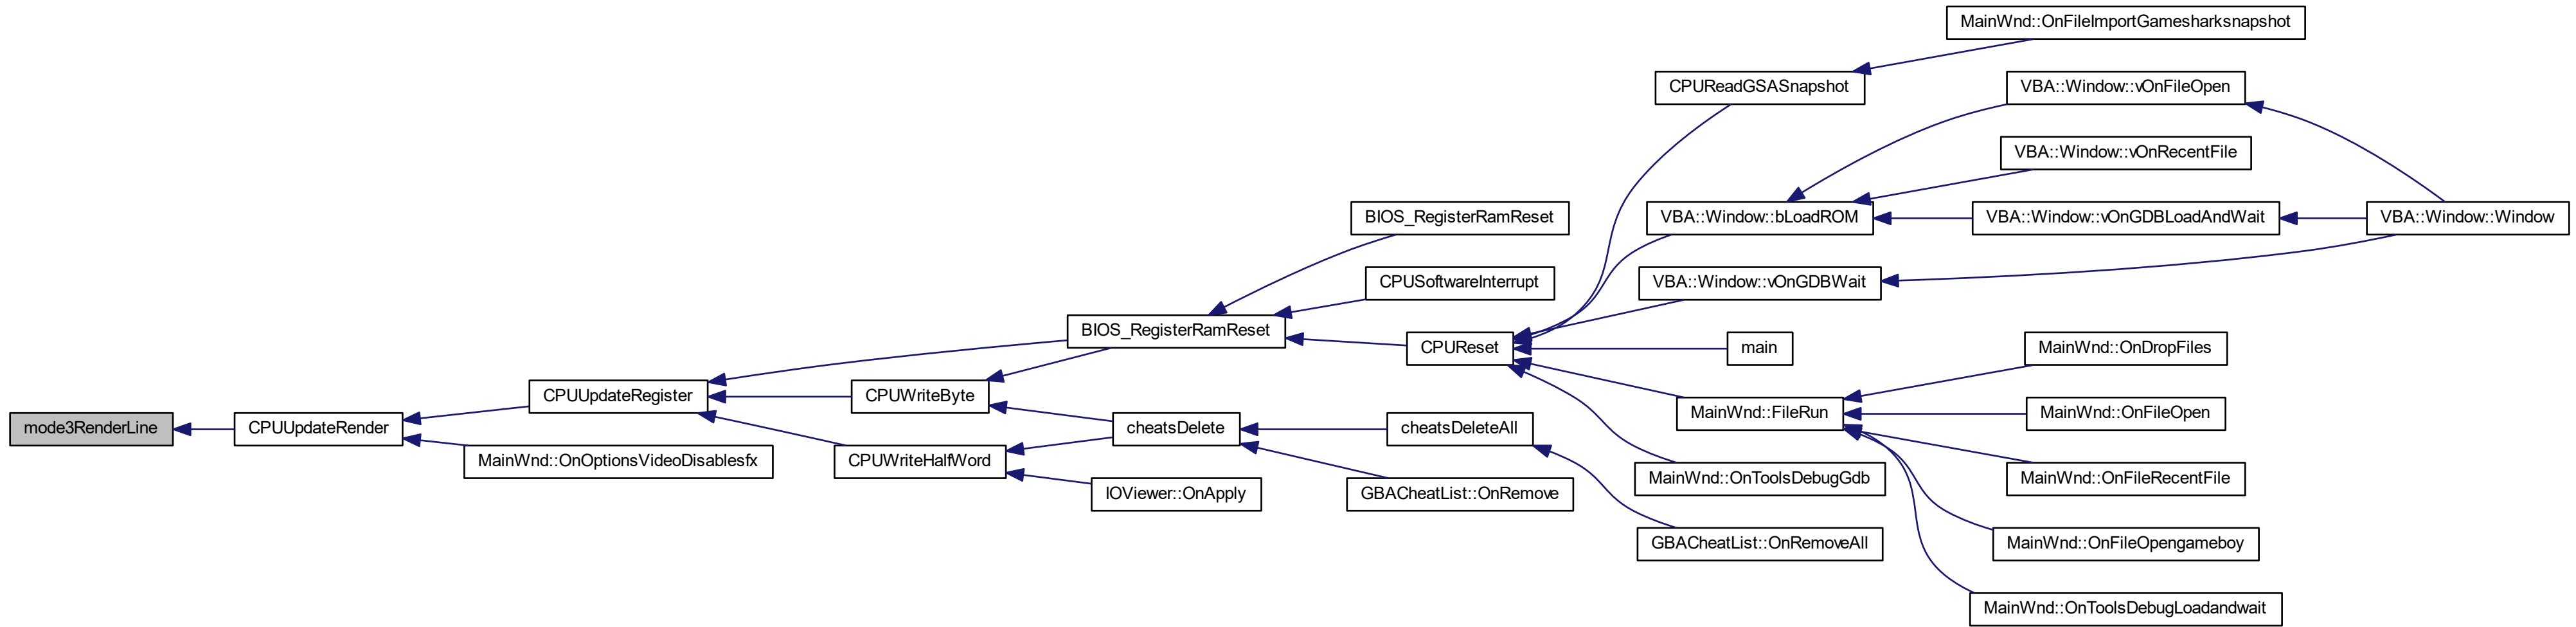 MainWnd::OnFileImportGamesharksnapshot
CPUReadGSASnapshot
VBA::Window::vOnFileOpen
VBA::Window::vOnRecentFile
BIOS_RegisterRamReset
VBA::Window::bLoadROM
VBA::Window::vOnGDBLoadAndWait
VBA::Window::Window
CPUSoftwareInterrupt
VBA::Window::vOnGDBWait
BIOS_RegisterRamReset
CPUReset
main
MainWnd::OnDropFiles
CPUUpdateRegister
CPUWriteByte
MainWnd::FileRun
MainWnd::OnFileOpen
mode3RenderLine
CPUUpdateRender
cheatsDelete
cheatsDeleteAll
MainWnd::OnOptionsVideoDisablesfx
CPUWriteHalfWord
MainWnd::OnToolsDebugGdb
MainWnd::OnFileRecentFile
IOViewer::OnApply
GBACheatList::OnRemove
GBACheatList::OnRemoveAll
MainWnd::OnFileOpengameboy
MainWnd::OnToolsDebugLoadandwait